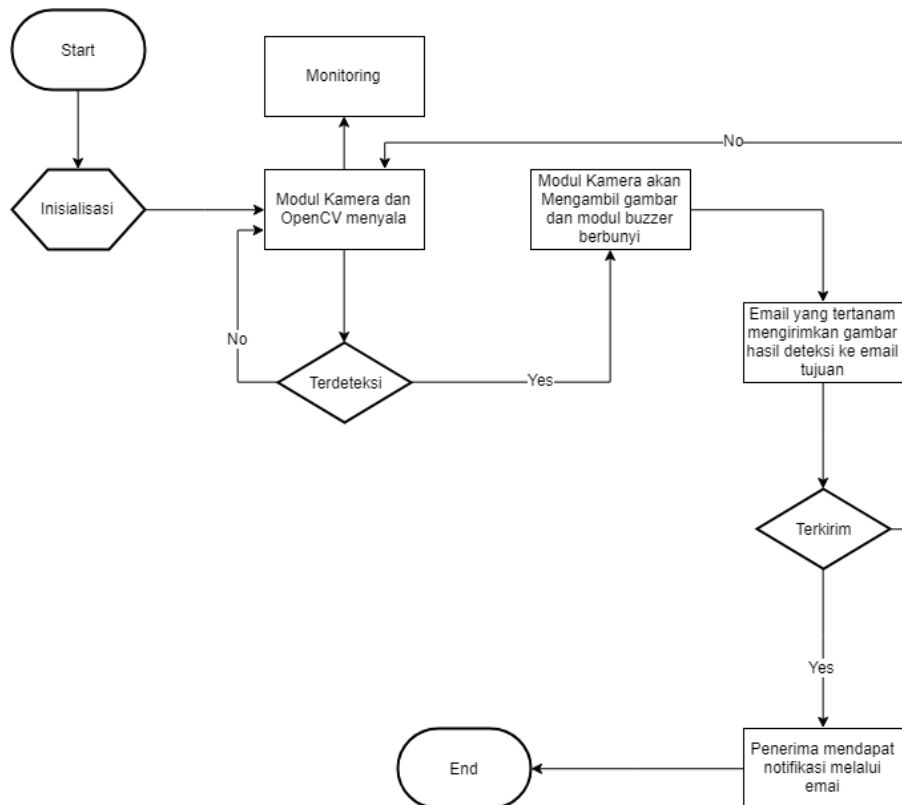 Start
Monitoring
No
Inisialisasi
Modul Kamera dan
OpenCV menyala
Modul Kamera akan
Mengambil gambar
dan modul buzzer
berbunyi
No
Terdeteksi
Yes
Email yang tertanam
mengirimkan gambar
hasil deteksi ke email
tujuan
Terkirim
Yes
Penerima mendapat
notifikasi melalui
emai
End